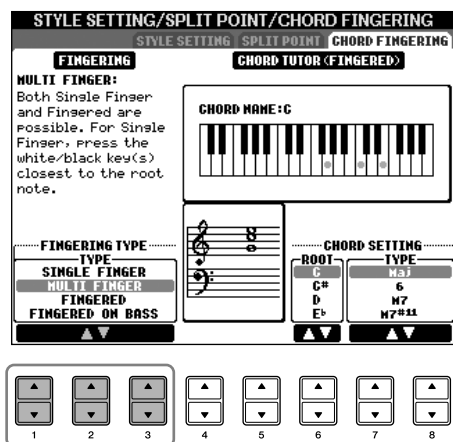 STYLE SETTING/SPLIT POINT/CHORD FINGERING
STYLE SETTING SPLIT POINT CHORD FINGERING
FINGERING
MULTI FINGER:
Both Single Finger
and Fingered are
possible. For Single
Finger, press the
white/black key(s)
closest to the root
note.
CHORD TUTOR (FINGERED)
CHORD NAME:C
FINGERING TYPE
TYPE
SINGLE FINGER
MULTI FINGER
FINGERED
FINGERED ON BASS
CHORD SETTING
ROOT
C
C#
D
E♭
TYPE
Maj
6
M7
M7#11
1 2 3 4 5 6 7 8